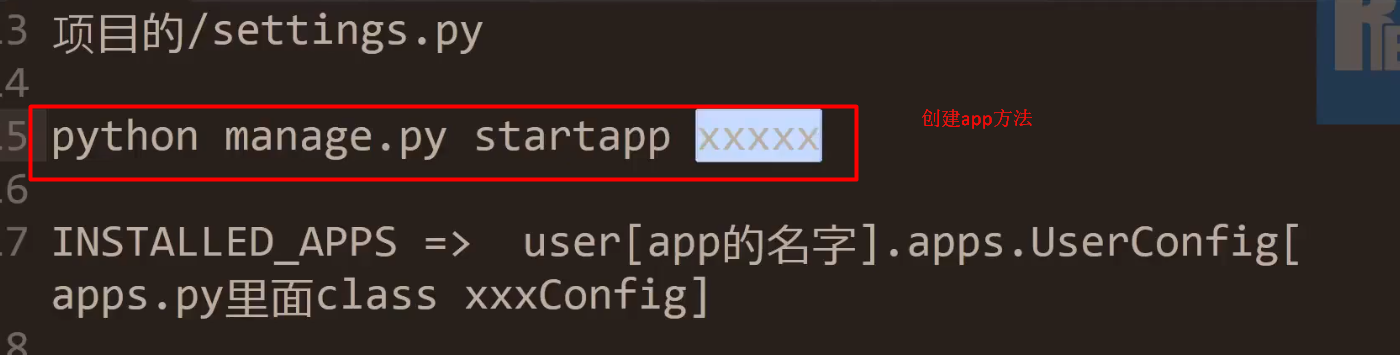 13 项目的/settings.py
14
15 python manage.py startapp xxxxx
创建app方法
16
17 INSTALLED_APPS => user[app的名字].apps.UserConfig[
apps.py里面class xxxConfig]
18